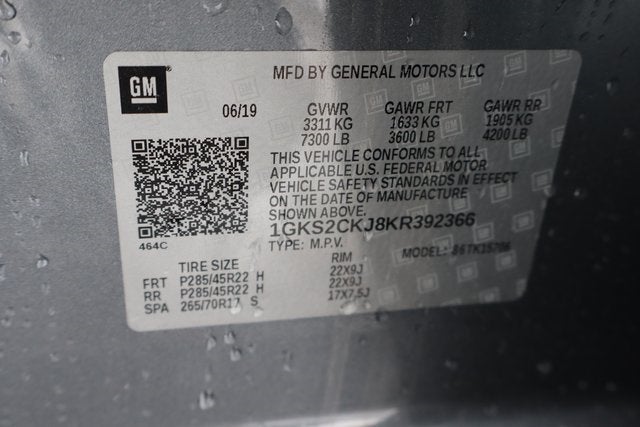 GM
MFD BY GENERAL MOTORS LLC
06/19 GVWR GAWR FRT GAWR RR
3311 KG 1633 KG 1905 KG
7300 LB 3600 LB 4200 LB
THIS VEHICLE CONFORMS TO ALL
APPLICABLE U.S. FEDERAL MOTOR
VEHICLE SAFETY STANDARDS IN EFFECT
ON THE DATE OF MANUFACTURE
SHOWN ABOVE.
1GKS2CKJ8KR392366
464C TYPE: M.P.V. MODEL:
TIRE SIZE RIM
FRT P285/45R22 H 22X9J
RR P285/45R22 H 22X9J
SPA 265/70R17 S 17X7.5J